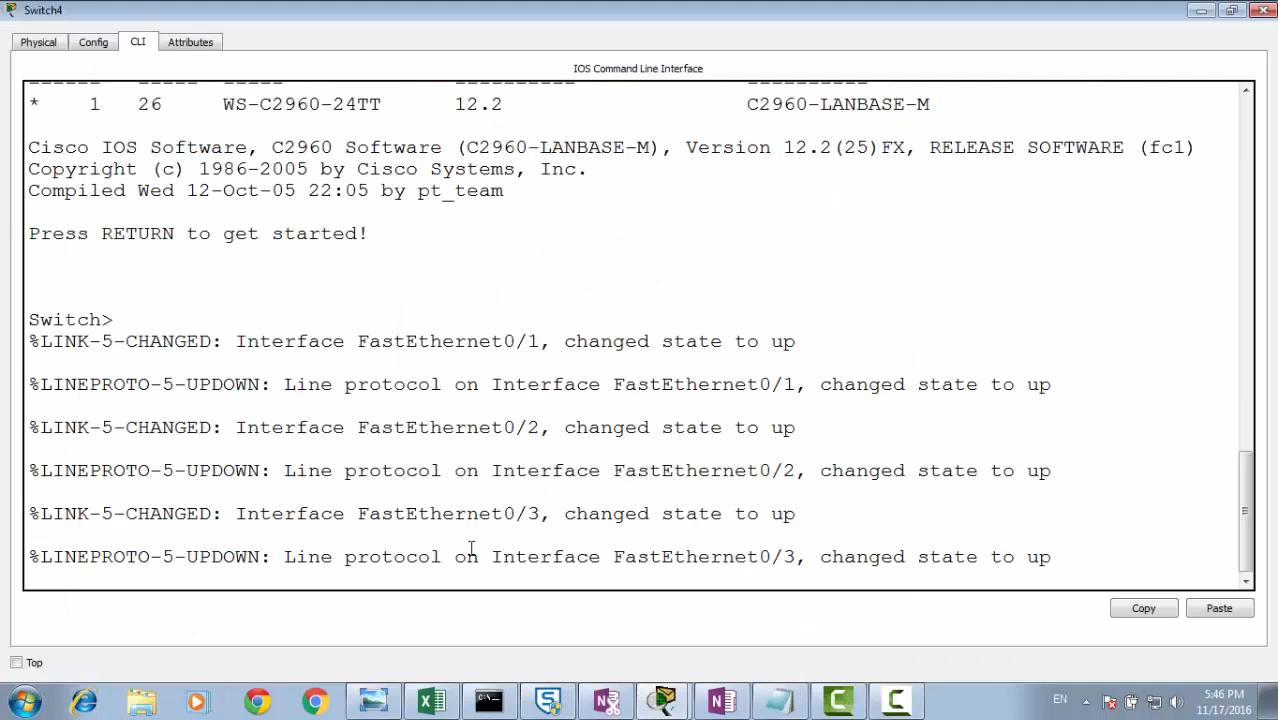 Switch4
Physical Config CLI Attributes
IOS Command Line Interface
------ ----- ----- ---------- ----------
* 1 26 WS-C2960-24TT 12.2 C2960-LANBASE-M
Cisco IOS Software, C2960 Software (C2960-LANBASE-M), Version 12.2(25)FX, RELEASE SOFTWARE (fc1)
Copyright (c) 1986-2005 by Cisco Systems, Inc.
Compiled Wed 12-Oct-05 22:05 by pt_team
Press RETURN to get started!
Switch>
%LINK-5-CHANGED: Interface FastEthernet0/1, changed state to up
%LINEPROTO-5-UPDOWN: Line protocol on Interface FastEthernet0/1, changed state to up
%LINK-5-CHANGED: Interface FastEthernet0/2, changed state to up
%LINEPROTO-5-UPDOWN: Line protocol on Interface FastEthernet0/2, changed state to up
%LINK-5-CHANGED: Interface FastEthernet0/3, changed state to up
%LINEPROTO-5-UPDOWN: Line protocol on Interface FastEthernet0/3, changed state to up
Copy Paste
Top
EN 5:46 PM
11/17/2016